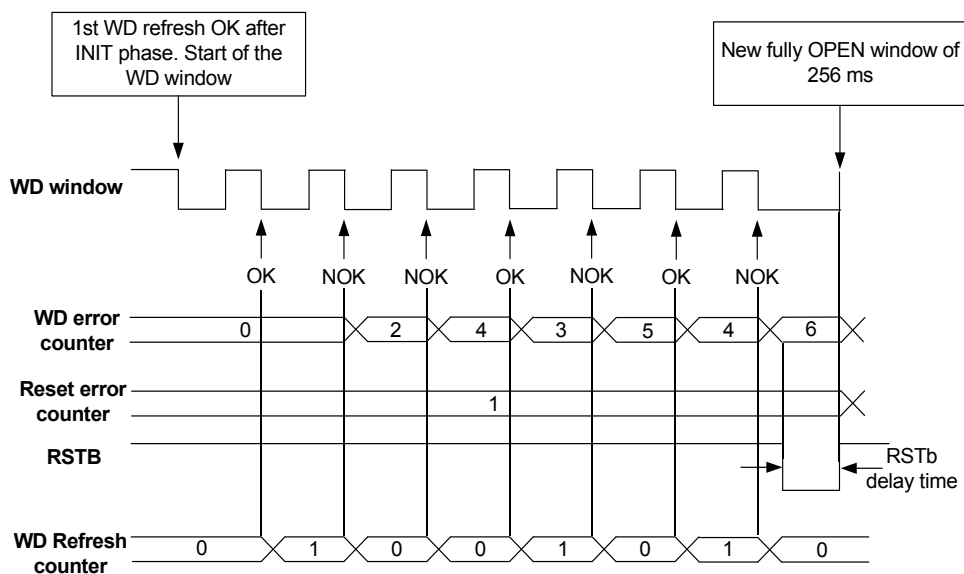 1st WD refresh OK after
INIT phase. Start of the
WD window
New fully OPEN window of
256 ms
WD window
OK
NOK
NOK
OK
NOK
OK
NOK
WD error
counter
0
2
4
3
5
4
6
Reset error
counter
1
RSTB
RSTb
delay time
WD Refresh
counter
0
1
0
0
1
0
1
0